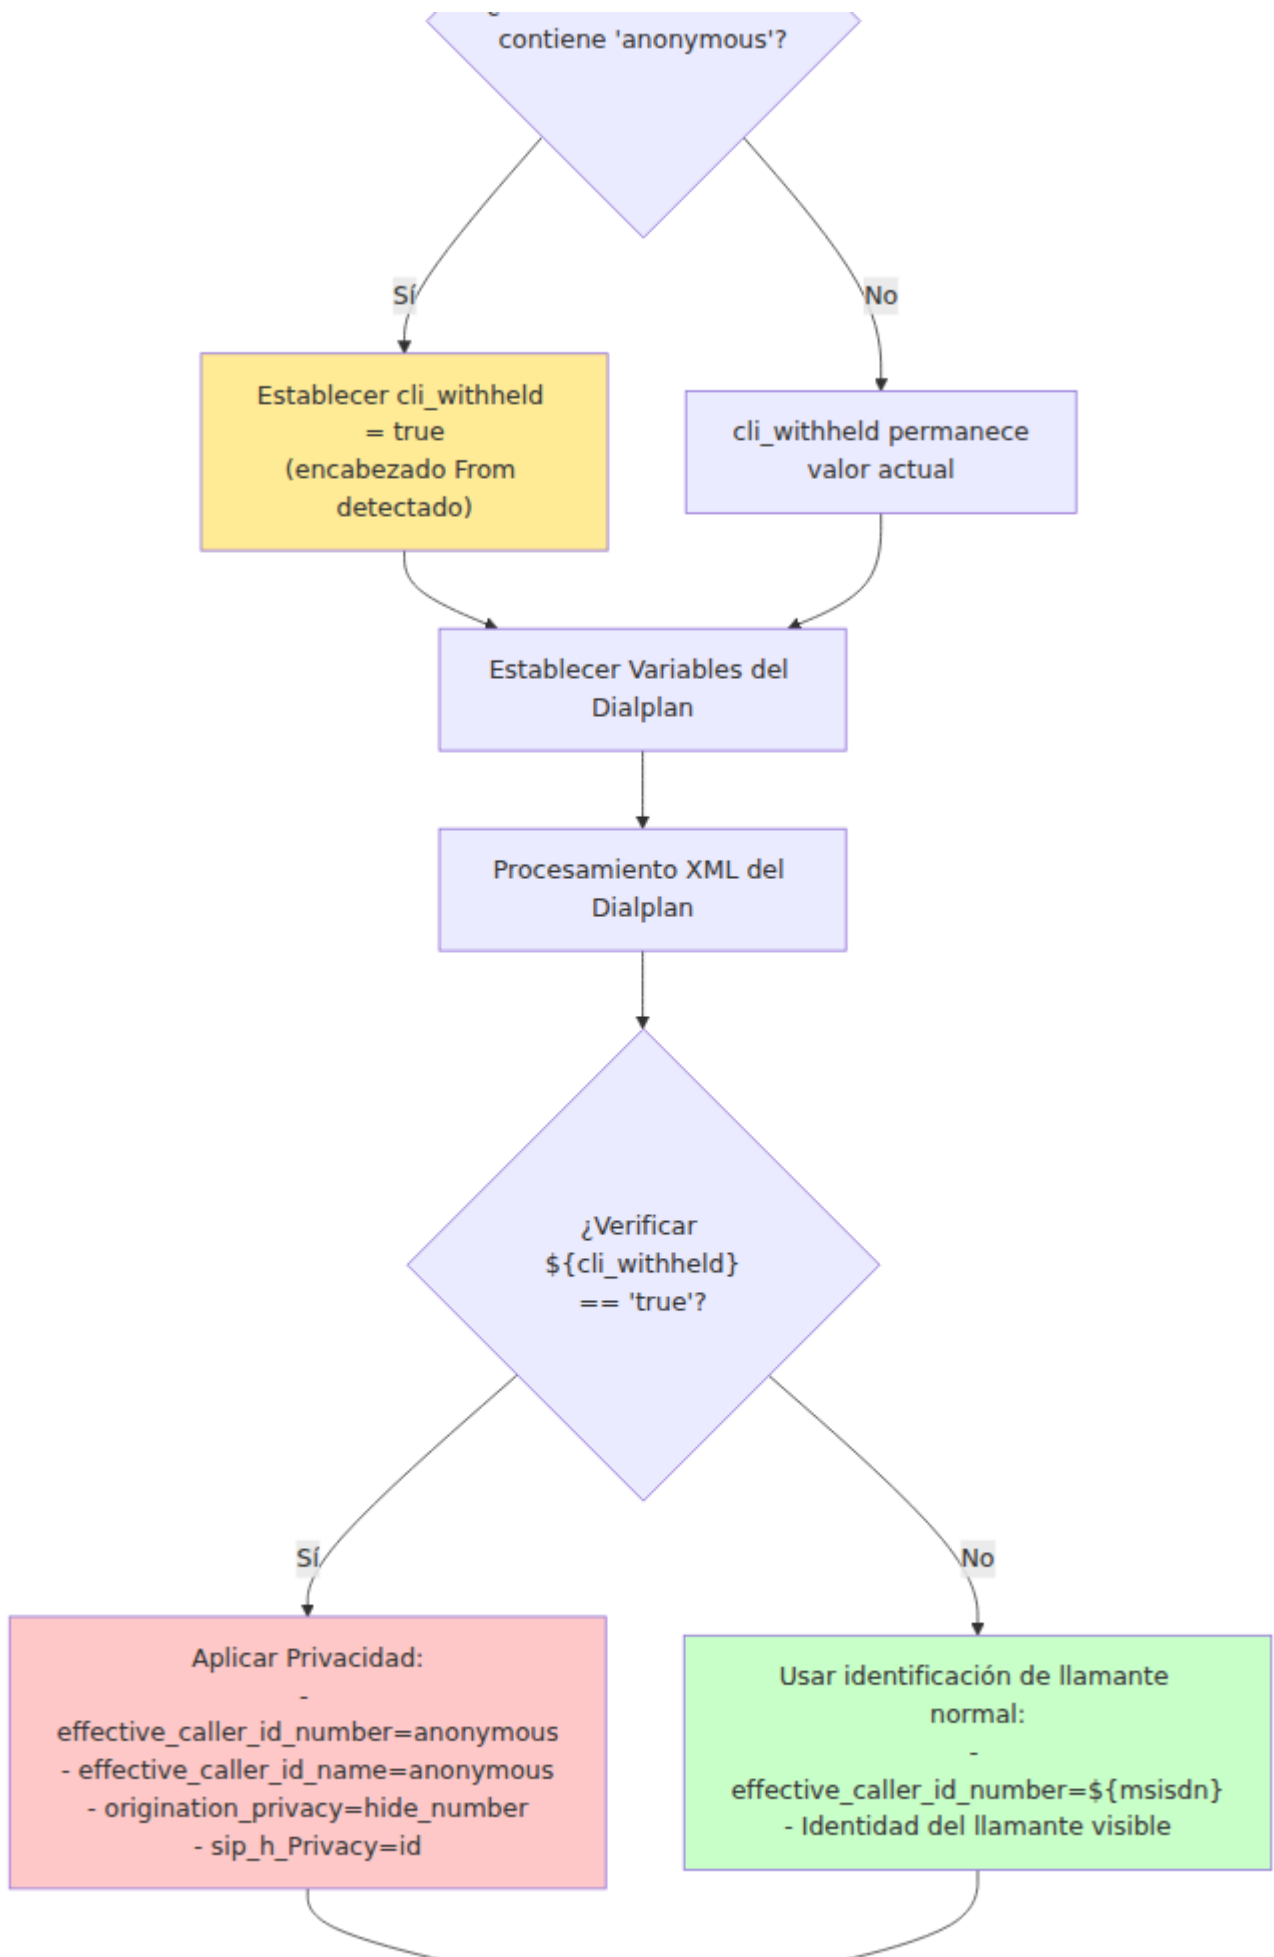 contiene 'anonymous'?
Sí
No
Establecer cli_withheld
= true
(encabezado From
detectado)
cli_withheld permanece
valor actual
Establecer Variables del
Dialplan
Procesamiento XML del
Dialplan
¿Verificar
${cli_withheld}
== 'true'?
Sí
No
Aplicar Privacidad:
-
effective_caller_id_number=anonymous
- effective_caller_id_name=anonymous
- origination_privacy=hide_number
- sip_h_Privacy=id
Usar identificación de llamante
normal:
-
effective_caller_id_number=${msisdn}
- Identidad del llamante visible